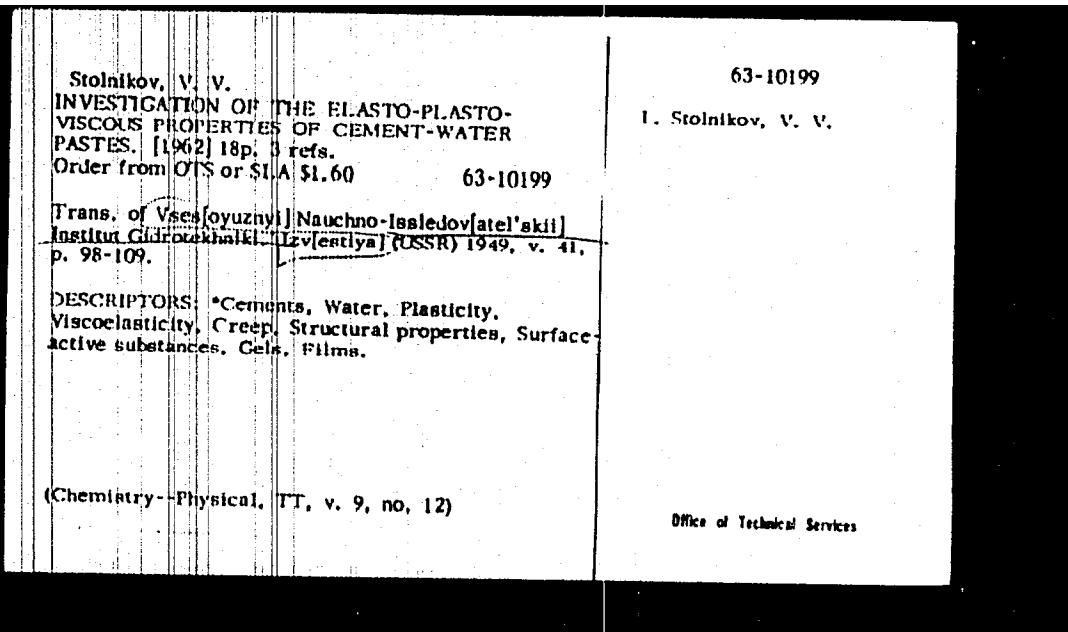 Stolnikov, V. V.
INVESTIGATION OF THE ELASTO-PLASTO-
VISCOUS PROPERTIES OF CEMENT-WATER
PASTES. [1962] 18p. 3 refs.
Order from OTS or SLA $1.60 63-10199
Trans. of Vses[oyuznyi] Nauchno-Issledov[atel'skii]
Institut Gidrotekhniki. Izv[estiya] (USSR) 1949, v. 41,
p. 98-109.
DESCRIPTORS: *Cements, Water, Plasticity,
Viscoelasticity, Creep, Structural properties, Surface-
active substances, Gels, Films.
(Chemistry--Physical, TT, v. 9, no, 12)
63-10199
1. Stolnikov, V. V.
Office of Technical Services